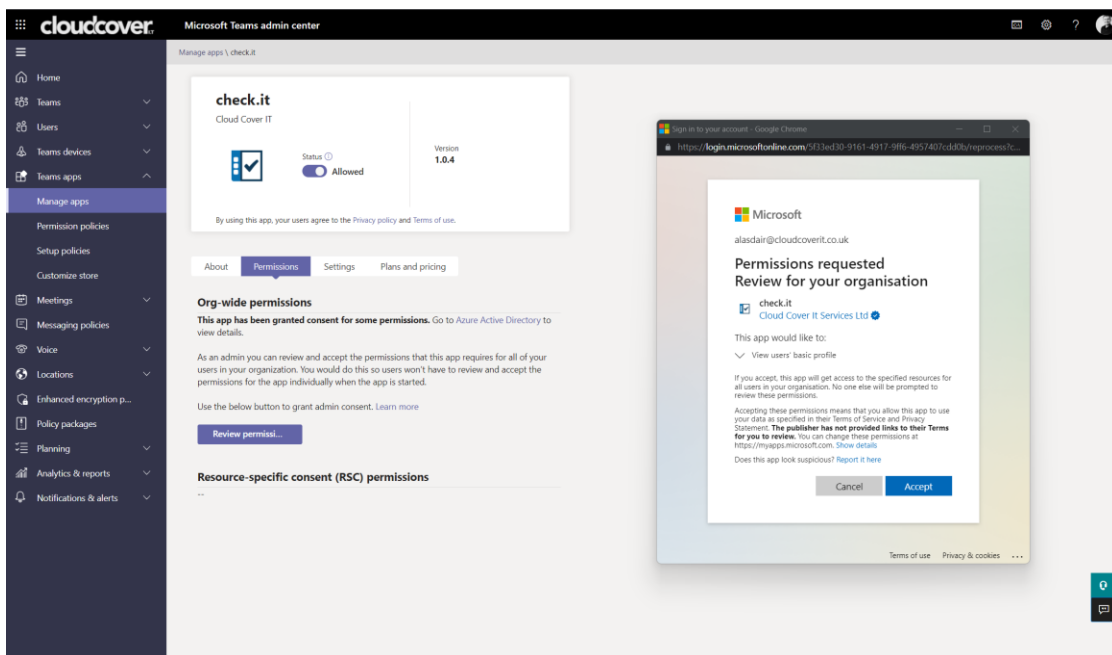 cloudcover IT
Microsoft Teams admin center
?
Manage apps \ check.it
Home
Teams
Users
Teams devices
Teams apps
Manage apps
Permission policies
Setup policies
Customize store
Meetings
Messaging policies
Voice
Locations
Enhanced encryption p...
Policy packages
Planning
Analytics & reports
Notifications & alerts
check.it
Cloud Cover IT
Status
Allowed
Version
1.0.4
By using this app, your users agree to the Privacy policy and Terms of use.
About
Permissions
Settings
Plans and pricing
Org-wide permissions
This app has been granted consent for some permissions. Go to Azure Active Directory to
view details.
As an admin you can review and accept the permissions that this app requires for all of your
users in your organization. You would do this so users won't have to review and accept the
permissions for the app individually when the app is started.
Use the below button to grant admin consent. Learn more
Review permissi...
Resource-specific consent (RSC) permissions
--
Sign in to your account - Google Chrome
https://login.microsoftonline.com/5f33ed30-9161-4917-9ff6-4957407cdd0b/reprocess?c...
Microsoft
alasdair@cloudcoverit.co.uk
Permissions requested
Review for your organisation
check.it
Cloud Cover It Services Ltd
This app would like to:
View users' basic profile
If you accept, this app will get access to the specified resources for
all users in your organisation. No one else will be prompted to
review these permissions.
Accepting these permissions means that you allow this app to use
your data as specified in their Terms of Service and Privacy
Statement. The publisher has not provided links to their Terms
for you to review. You can change these permissions at
https://myapps.microsoft.com. Show details
Does this app look suspicious? Report it here
Cancel
Accept
Terms of use
Privacy & cookies
...